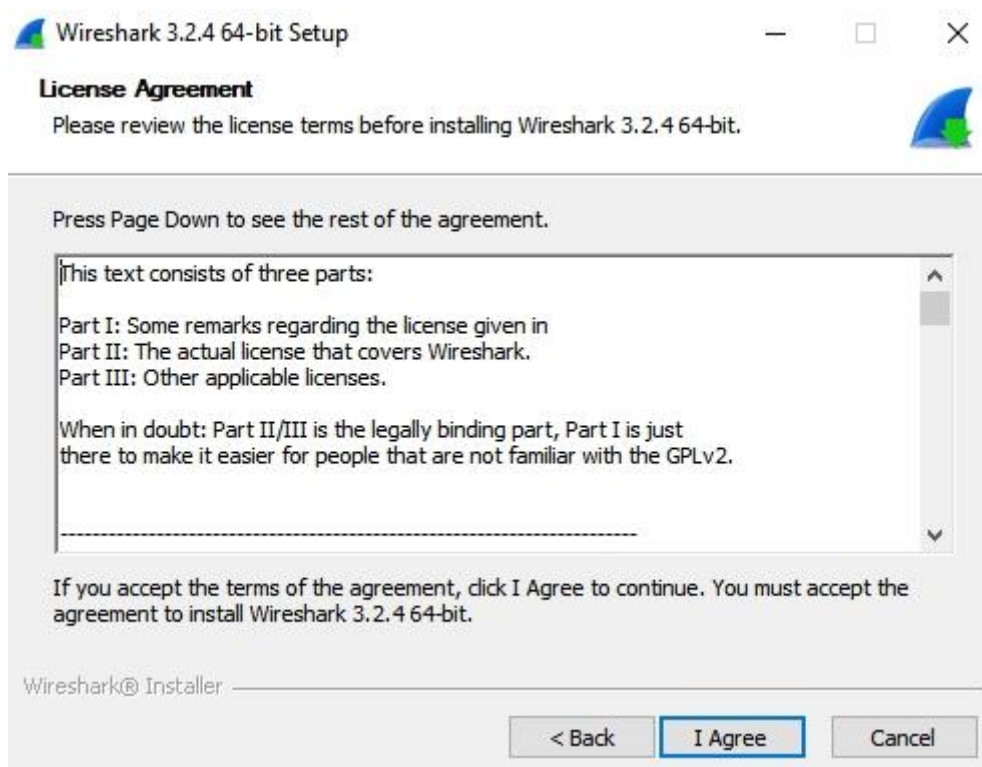 Wireshark 3.2.4 64-bit Setup
License Agreement
Please review the license terms before installing Wireshark 3.2.4 64-bit.
Press Page Down to see the rest of the agreement.
This text consists of three parts:
Part I: Some remarks regarding the license given in
Part II: The actual license that covers Wireshark.
Part III: Other applicable licenses.
When in doubt: Part II/III is the legally binding part, Part I is just
there to make it easier for people that are not familiar with the GPLv2.
------------------------------------------------------------------------
If you accept the terms of the agreement, click I Agree to continue. You must accept the
agreement to install Wireshark 3.2.4 64-bit.
Wireshark® Installer
< Back I Agree Cancel